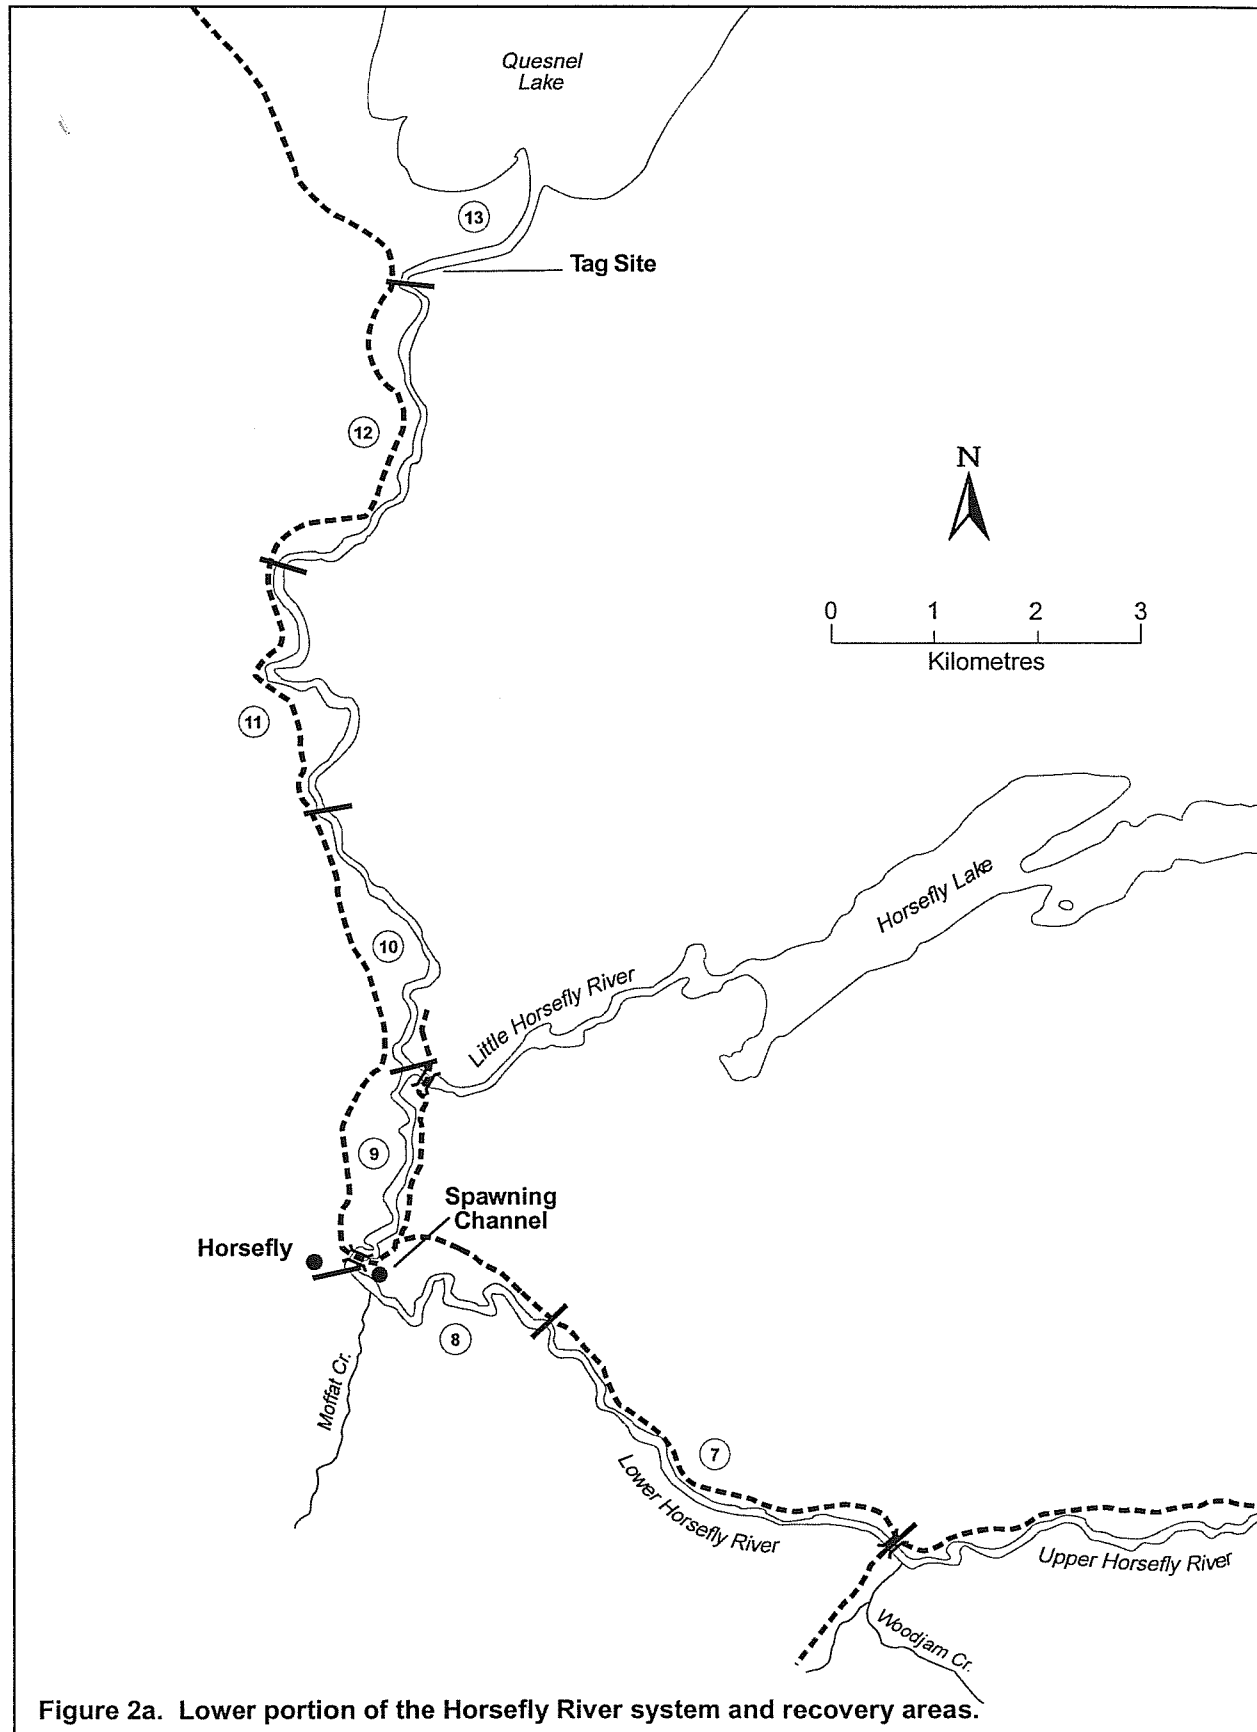 Quesnel
Lake
13
Tag Site
12
N
0 1 2 3
Kilometres
11
Horsefly Lake
10
Little Horsefly River
9
Spawning
Channel
Horsefly
8
Moffat Cr.
7
Lower Horsefly River
Upper Horsefly River
Woodjam Cr.
Figure 2a. Lower portion of the Horsefly River system and recovery areas.